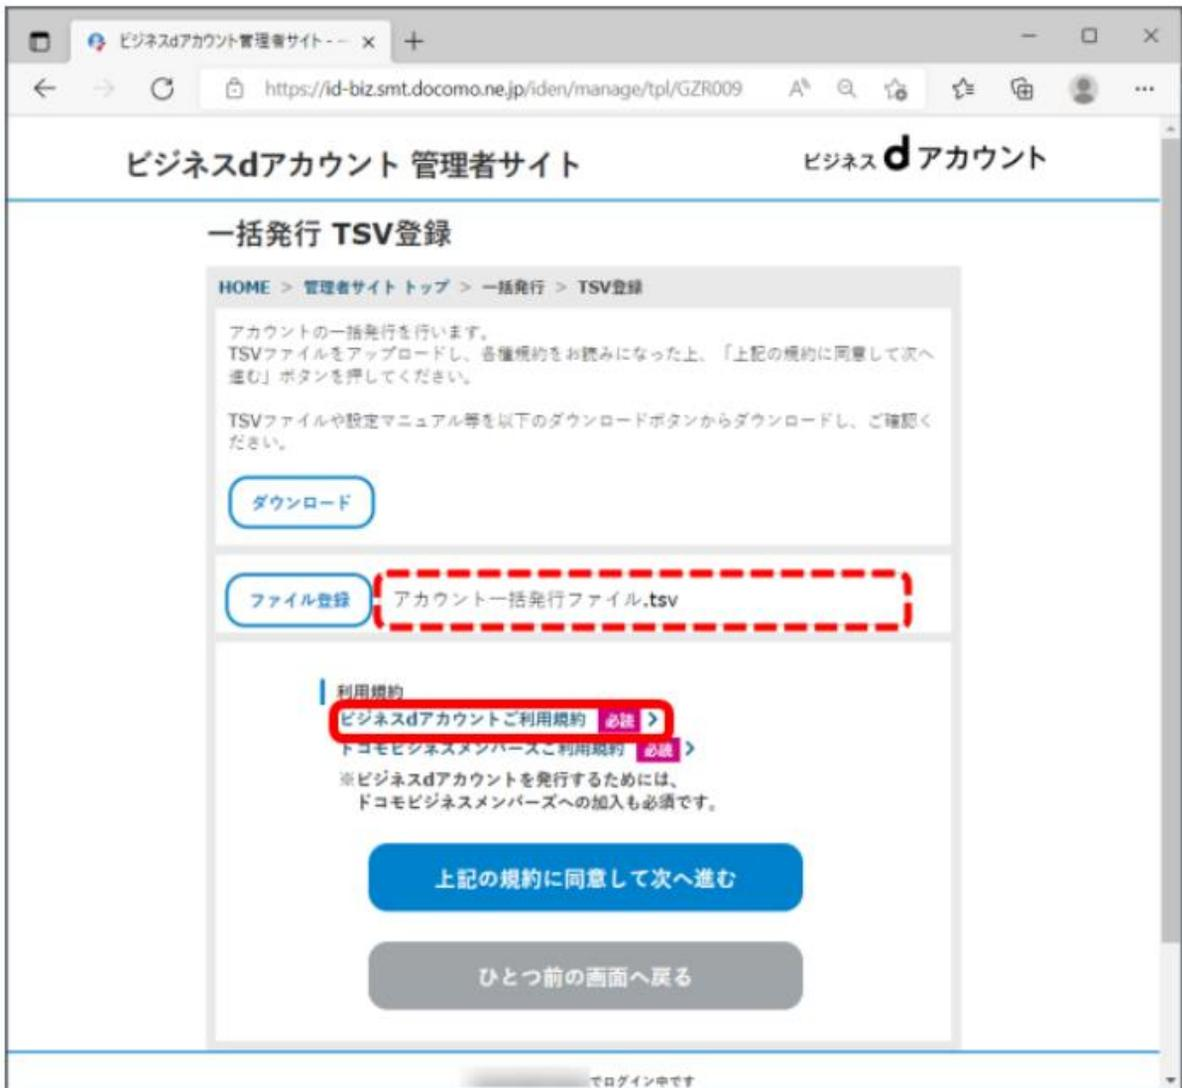 ビジネスdアカウント管理者サイト - ー
https://id-biz.smt.docomo.ne.jp/iden/manage/tpl/GZR009
ビジネスdアカウント 管理者サイト
ビジネス d アカウント
一括発行 TSV登録
HOME > 管理者サイト トップ > 一括発行 > TSV登録
アカウントの一括発行を行います。
TSVファイルをアップロードし、各種規約をお読みになった上、「上記の規約に同意して次へ
進む」ボタンを押してください。
TSVファイルや設定マニュアル等を以下のダウンロードボタンからダウンロードし、ご確認く
ださい。
ダウンロード
ファイル登録
アカウント一括発行ファイル.tsv
利用規約
ビジネスdアカウントご利用規約 必読 >
ドコモビジネスメンバーズご利用規約 必読 >
※ビジネスdアカウントを発行するためには、
ドコモビジネスメンバーズへの加入も必須です。
上記の規約に同意して次へ進む
ひとつ前の画面へ戻る
でログイン中です